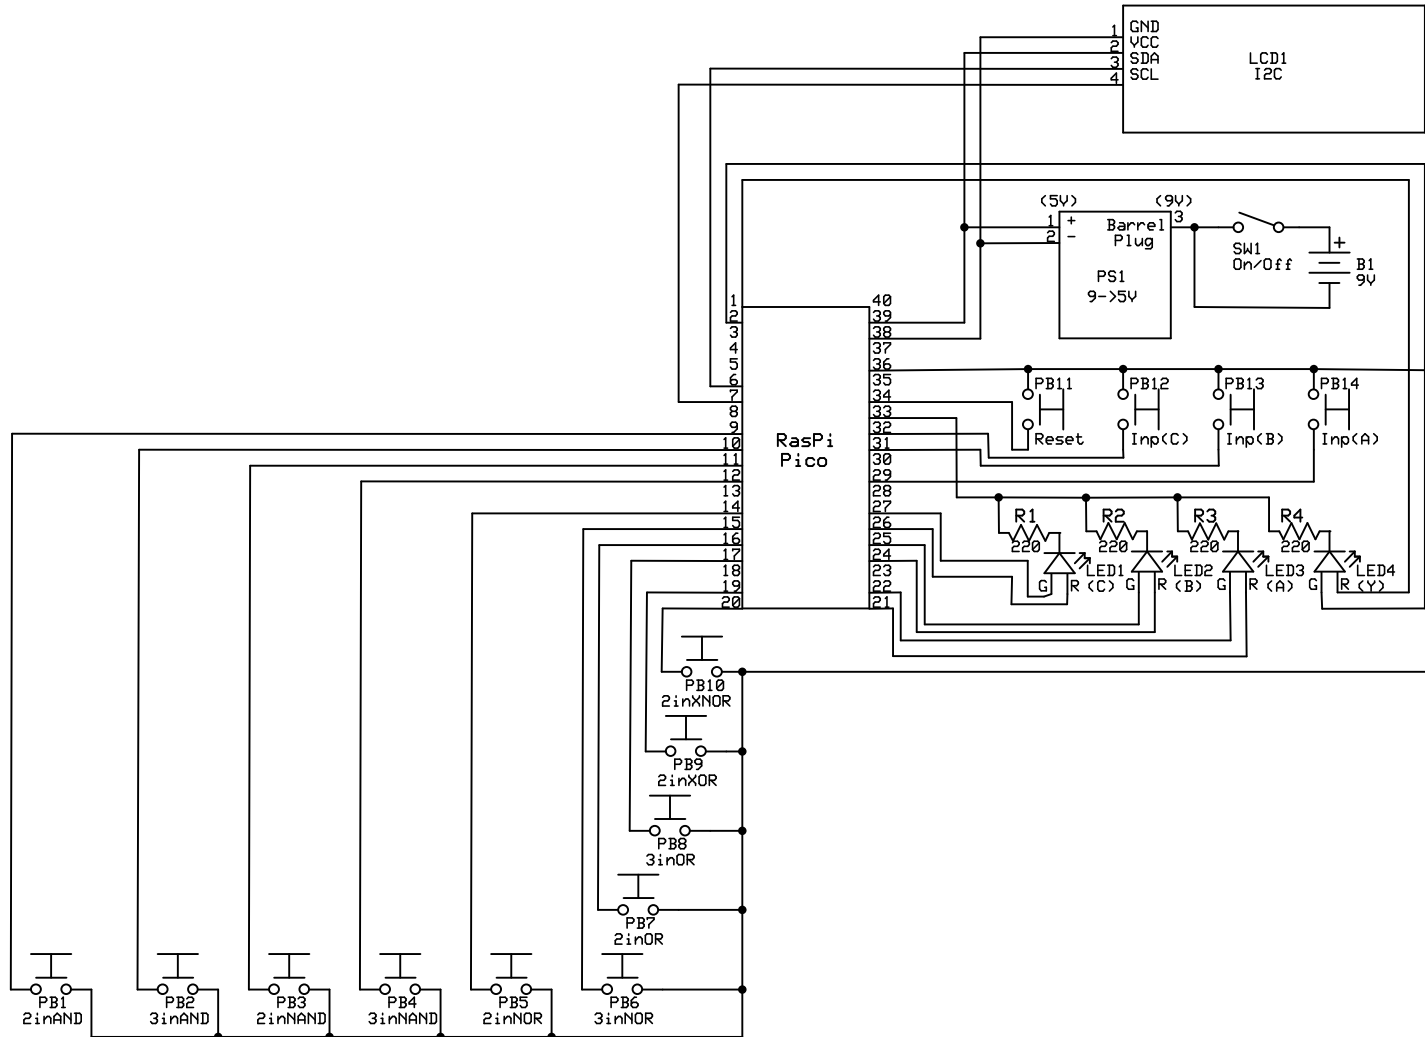 1 GND
2 VCC
3 SDA
4 SCL
LCD1
I2C
(5V)
(9V)
1 +
2 -
3
Barrel
Plug
PS1
9->5V
SW1
On/Off
+
B1
9V
1
2
3
4
5
6
7
8
9
10
11
12
13
14
15
16
17
18
19
20
RasPi
Pico
40
39
38
37
36
35
34
33
32
31
30
29
28
27
26
25
24
23
22
21
PB11
Reset
PB12
Inp(C)
PB13
Inp(B)
PB14
Inp(A)
R1
220
R2
220
R3
220
R4
220
G R LED1
(C)
G R LED2
(B)
G R LED3
(A)
G R LED4
(Y)
PB10
2inXNOR
PB9
2inXOR
PB8
3inOR
PB7
2inOR
PB1
2inAND
PB2
3inAND
PB3
2inNAND
PB4
3inNAND
PB5
2inNOR
PB6
3inNOR